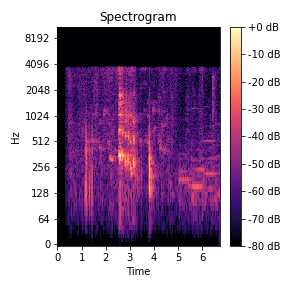 Spectrogram
8192
4096
2048
1024
512
256
128
64
0
Hz
0 1 2 3 4 5 6
Time
+0 dB
-10 dB
-20 dB
-30 dB
-40 dB
-50 dB
-60 dB
-70 dB
-80 dB